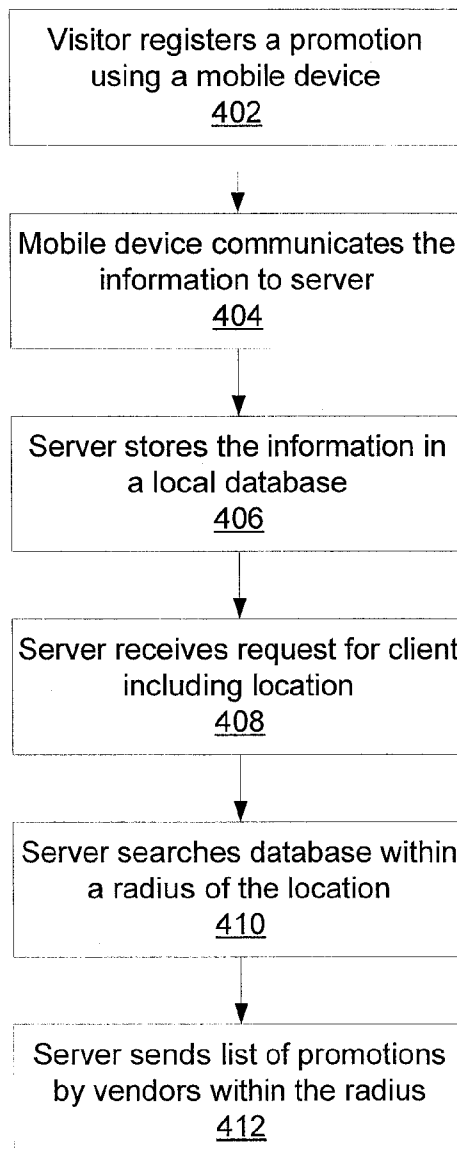 Visitor registers a promotion
using a mobile device
402
Mobile device communicates the
information to server
404
Server stores the information in
a local database
406
Server receives request for client
including location
408
Server searches database within
a radius of the location
410
Server sends list of promotions
by vendors within the radius
412